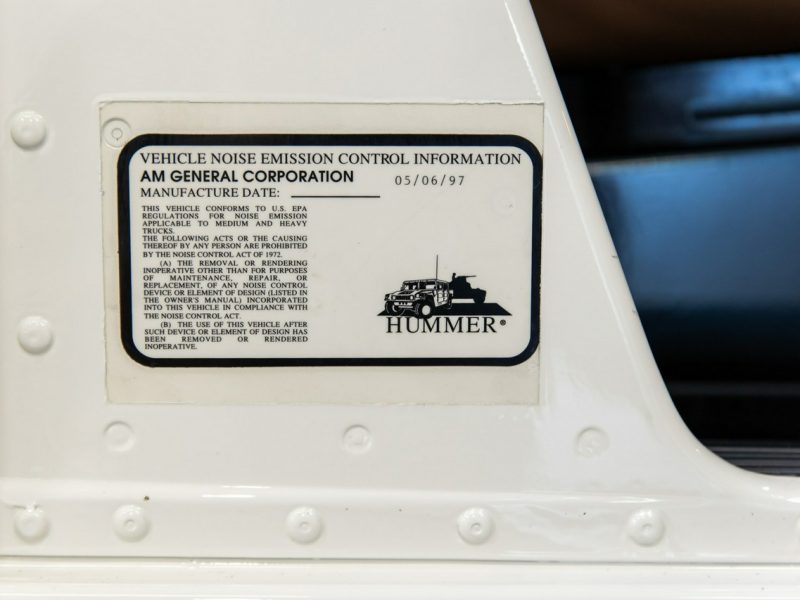 VEHICLE NOISE EMISSION CONTROL INFORMATION
AM GENERAL CORPORATION 05/06/97
MANUFACTURE DATE:
THIS VEHICLE CONFORMS TO U.S. EPA
REGULATIONS FOR NOISE EMISSION
APPLICABLE TO MEDIUM AND HEAVY
TRUCKS.
THE FOLLOWING ACTS OR THE CAUSING
THEREOF BY ANY PERSON ARE PROHIBITED
BY THE NOISE CONTROL ACT OF 1972.
(A) THE REMOVAL OR RENDERING
INOPERATIVE OTHER THAN FOR PURPOSES
OF MAINTENANCE, REPAIR, OR
REPLACEMENT, OF ANY NOISE CONTROL
DEVICE OR ELEMENT OF DESIGN (LISTED IN
THE OWNER'S MANUAL) INCORPORATED
INTO THIS VEHICLE IN COMPLIANCE WITH
THE NOISE CONTROL ACT.
(B) THE USE OF THIS VEHICLE AFTER
SUCH DEVICE OR ELEMENT OF DESIGN HAS
BEEN REMOVED OR RENDERED
INOPERATIVE.
HUMMER®